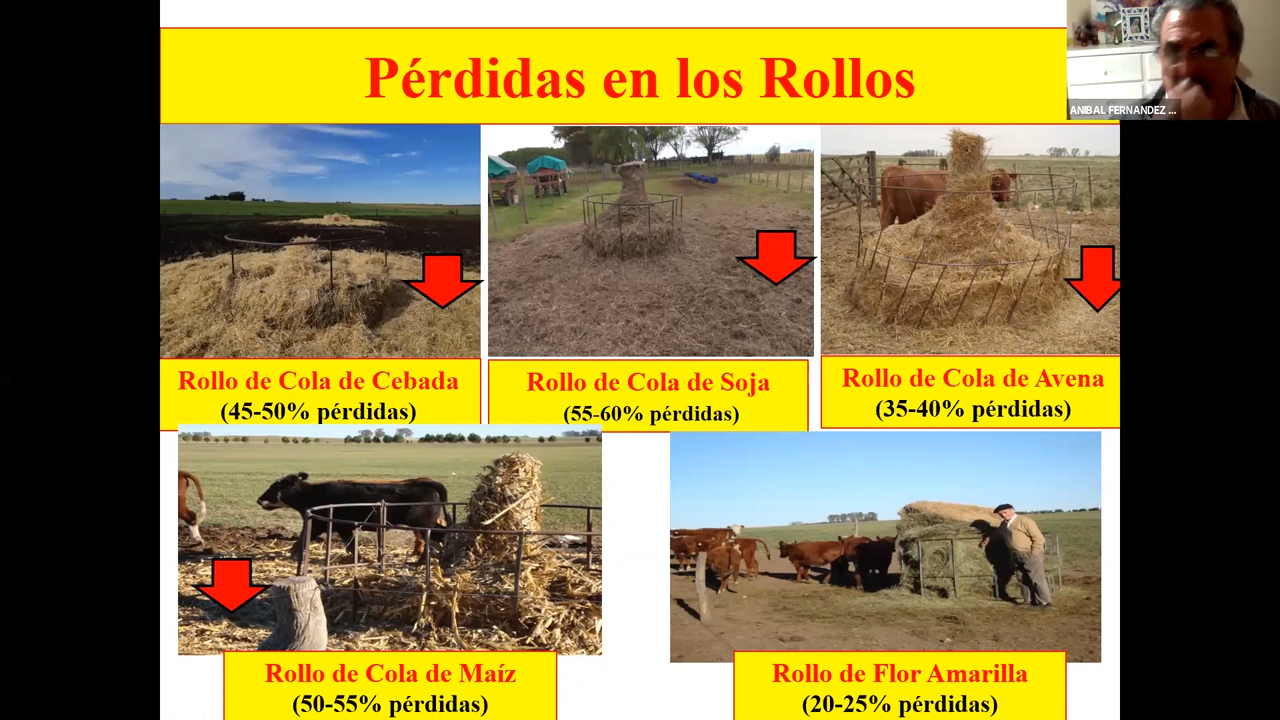 Pérdidas en los Rollos
ANIBAL FERNANDEZ ...
Rollo de Cola de Cebada
(45-50% pérdidas)
Rollo de Cola de Soja
(55-60% pérdidas)
Rollo de Cola de Avena
(35-40% pérdidas)
Rollo de Cola de Maíz
(50-55% pérdidas)
Rollo de Flor Amarilla
(20-25% pérdidas)